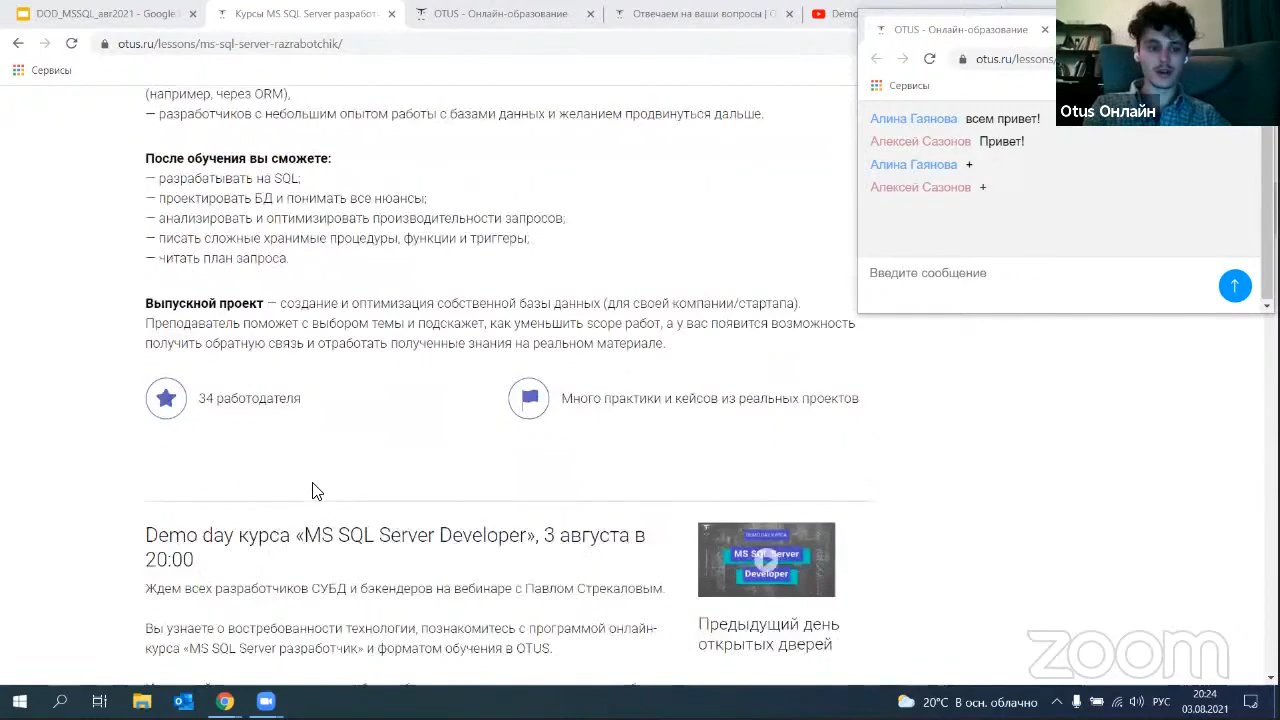 DOD_MSSQL_авг2021 - Google П
Курсы MS SQL Server разработ
OTUS - Онлайн-образование
Отвечаем на ваши вопросы | O
Demo
otus.ru/lessons/ms-sql-server-razrabotchik/
Сервисы
(например, через ORM),
— разработчиков с небольшим опытом работы с базами данных и желанием продвинуться дальше.
После обучения вы сможете:
— разрабатывать на SQL;
— проектировать БД и понимать все нюансы;
— анализировать и оптимизировать производительности запросов;
— писать сложные хранимые процедуры, функции и триггеры;
— читать план запроса.
Выпускной проект — создание и оптимизация собственной базы данных (для своей компании/стартапа).
Преподаватель поможет с выбором темы и подскажет, как уменьшить scope работ, а у вас появится возможность
получить обратную связь и отработать полученные знания на реальном материале.
34 работодателя
Много практики и кейсов из реальных проектов
Demo day курса «MS SQL Server Developer», 3 августа в
20:00
Ждем всех разработчиков СУБД и бакендеров на вебинаре с Павлом Стрекаловым.
Вы узнаете о востребованности технологии, познакомитесь с программой онлайн-
курса «MS SQL Server разработчик» и форматом обучения в OTUS.
MS SQL Server
Developer
Предыдущий день
открытых дверей
OTUS - Онлайн-образование
otus.ru/lessons/
Сервисы
Otus Онлайн
Алина Гаянова всем привет!
Алексей Сазонов Привет!
Алина Гаянова +
Алексей Сазонов +
Введите сообщение
zoom
20°C В осн. облачно
РУС
20:24
03.08.2021